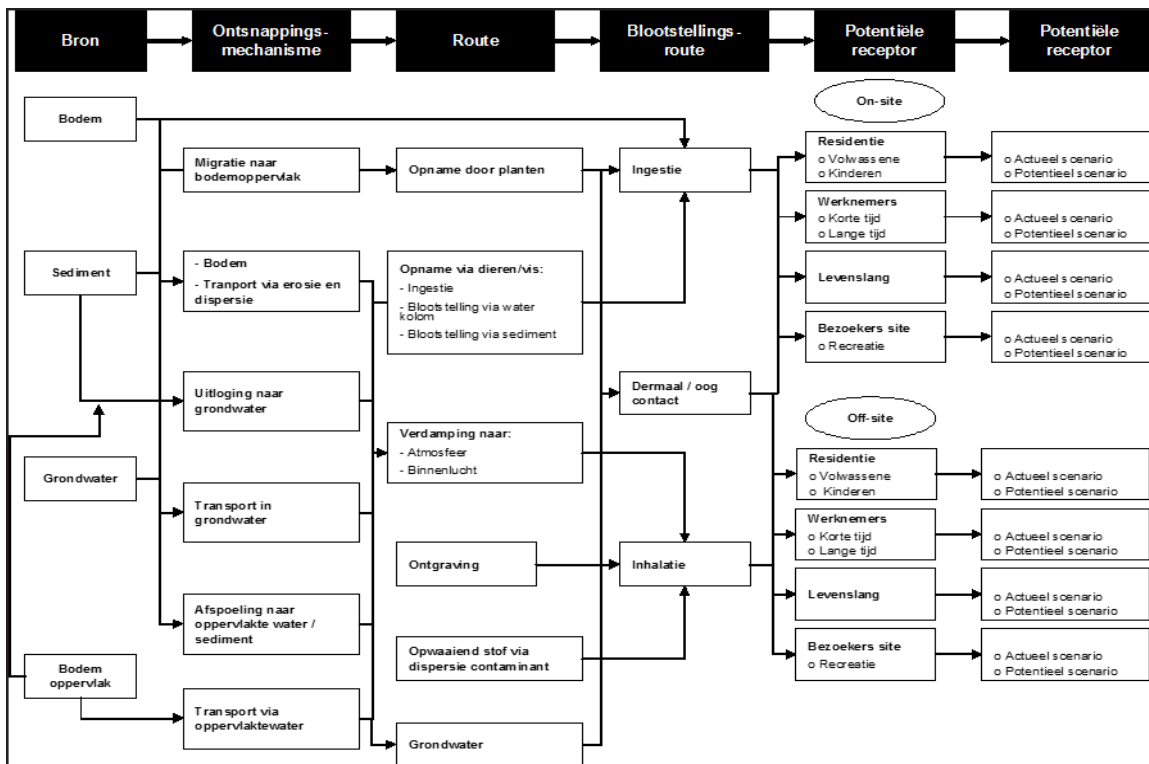 Bron
Ontsnappings-
mechanisme
Route
Blootstellings-
route
Potentiële
receptor
Potentiële
receptor
Bodem
Sediment
Grondwater
Bodem
oppervlak
Migratie naar
bodemoppervlak
- Bodem
- Tranport via erosie en
dispersie
Uitloging naar
grondwater
Transport in
grondwater
Afspoeling naar
oppervlakte water /
sediment
Transport via
oppervlaktewater
Opname door planten
Opname via dieren/vis:
- Ingestie
- Blootstelling via water
kolom
- Blootstelling via sediment
Verdamping naar:
- Atmosfeer
- Binnenlucht
Ontgraving
Opwaaiend stof via
dispersie contaminant
Grondwater
Ingestie
Dermaal / oog
contact
Inhalatie
On-site
Residentie
o Volwassene
o Kinderen
Werknemers
o Korte tijd
o Lange tijd
Levenslang
Bezoekers site
o Recreatie
Off-site
Residentie
o Volwassene
o Kinderen
Werknemers
o Korte tijd
o Lange tijd
Levenslang
Bezoekers site
o Recreatie
o Actueel scenario
o Potentieel scenario
o Actueel scenario
o Potentieel scenario
o Actueel scenario
o Potentieel scenario
o Actueel scenario
o Potentieel scenario
o Actueel scenario
o Potentieel scenario
o Actueel scenario
o Potentieel scenario
o Actueel scenario
o Potentieel scenario
o Actueel scenario
o Potentieel scenario